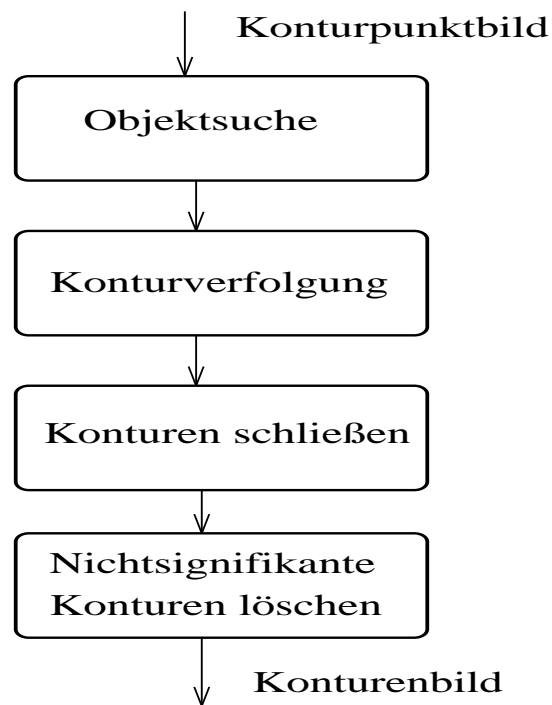 Konturpunktbild
Objektsuche
Konturverfolgung
Konturen schließen
Nichtsignifikante
Konturen löschen
Konturenbild